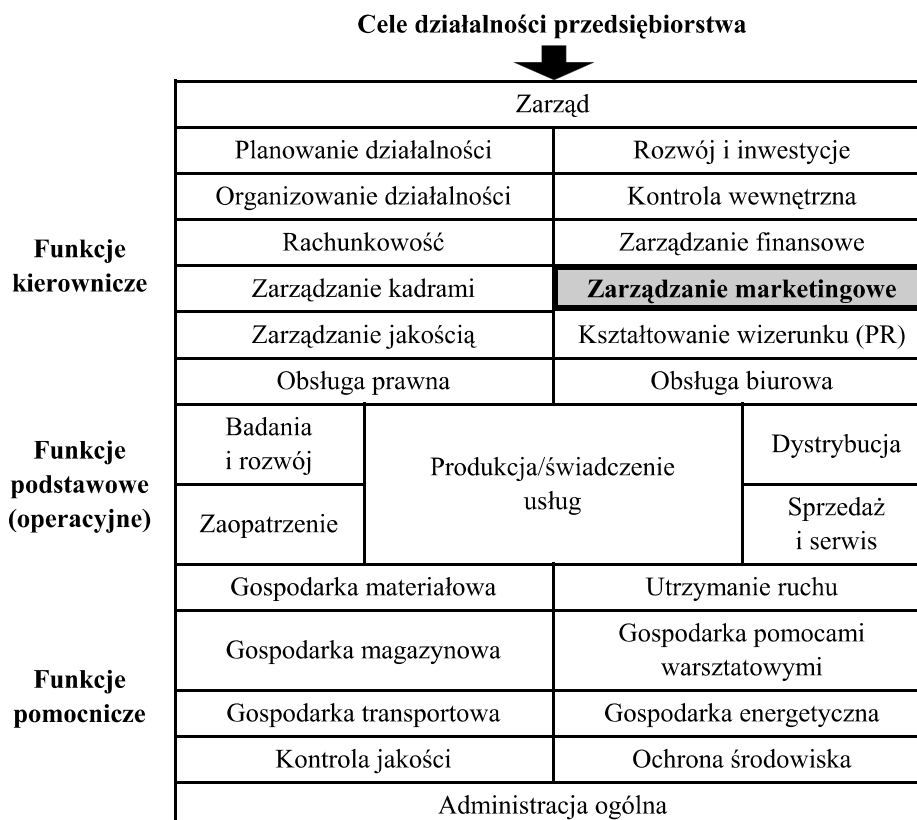 Cele działalności przedsiębiorstwa
Zarząd
Planowanie działalności
Rozwój i inwestycje
Organizowanie działalności
Kontrola wewnętrzna
Funkcje
kierownicze
Rachunkowość
Zarządzanie finansowe
Zarządzanie kadrami
Zarządzanie marketingowe
Zarządzanie jakością
Kształtowanie wizerunku (PR)
Obsługa prawna
Obsługa biurowa
Funkcje
podstawowe
(operacyjne)
Badania
i rozwój
Produkcja/świadczenie
usług
Dystrybucja
Zaopatrzenie
Sprzedaż
i serwis
Funkcje
pomocnicze
Gospodarka materiałowa
Utrzymanie ruchu
Gospodarka magazynowa
Gospodarka pomocami
warsztatowymi
Gospodarka transportowa
Gospodarka energetyczna
Kontrola jakości
Ochrona środowiska
Administracja ogólna